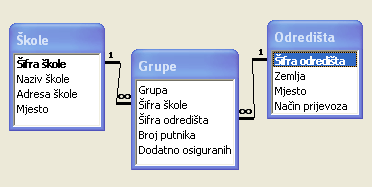 Škole
Šifra škole
Naziv škole
Adresa škole
Mjesto
1
∞
Grupe
Grupa
Šifra škole
Šifra odredišta
Broj putnika
Dodatno osiguranih
∞
1
Odredišta
Šifra odredišta
Zemlja
Mjesto
Način prijevoza